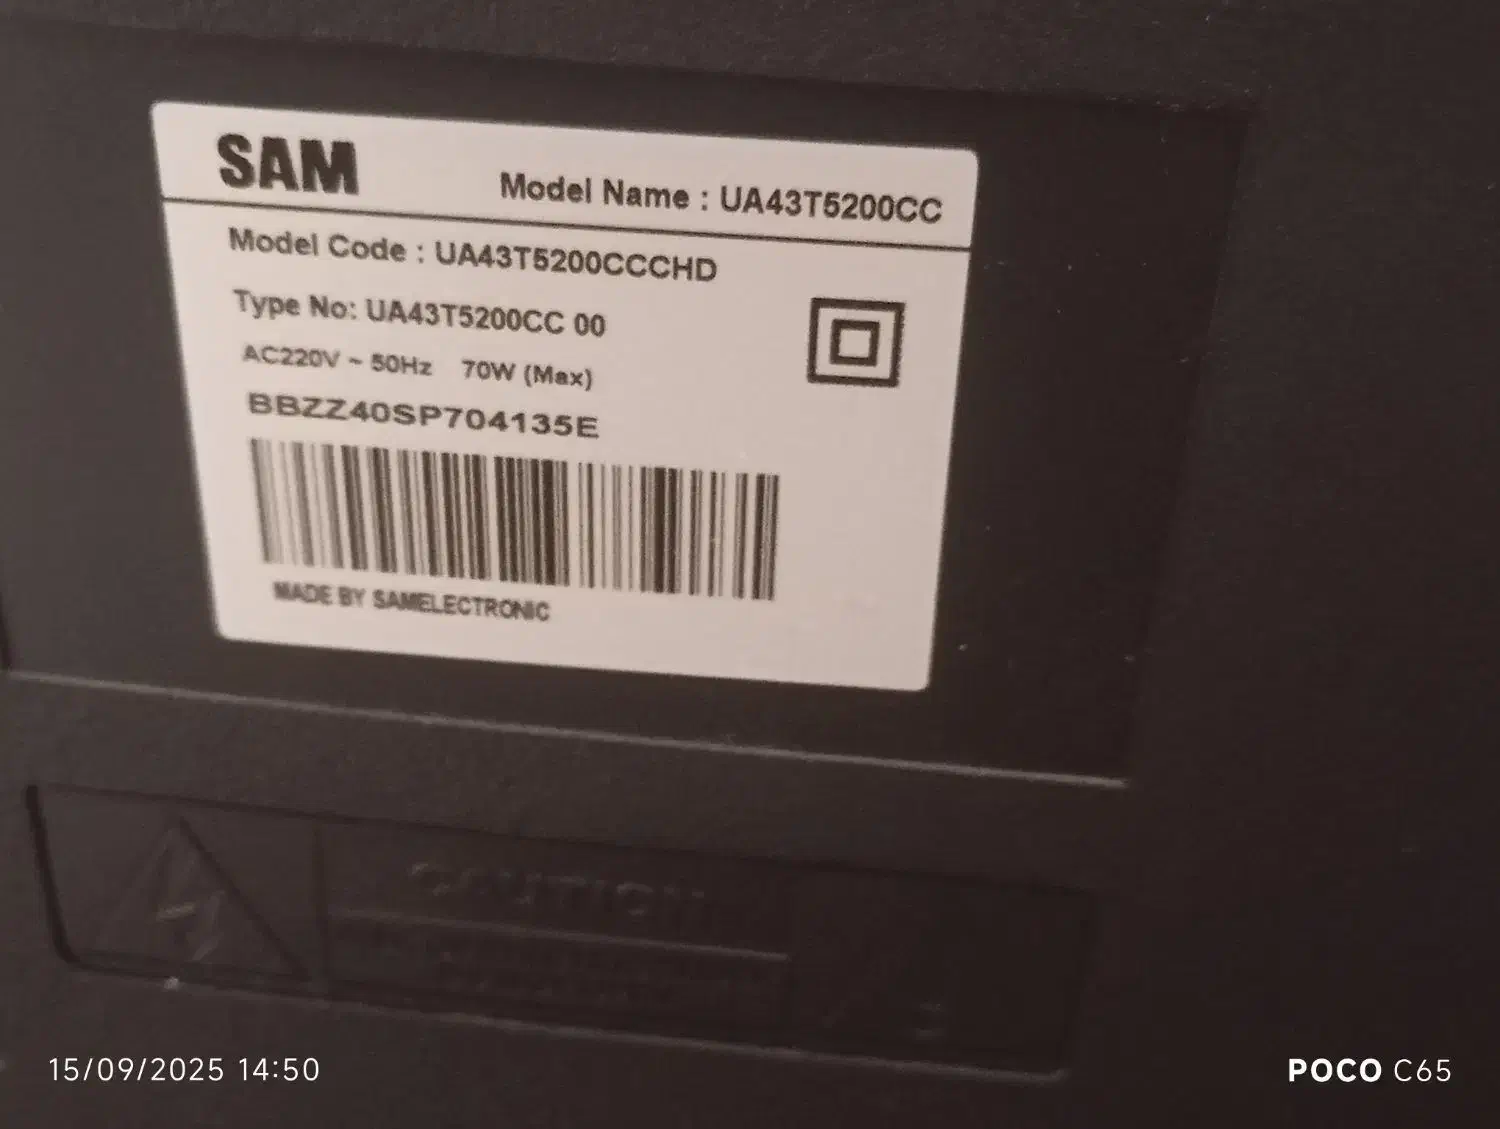 SAM
Model Name : UA43T5200CC
Model Code : UA43T5200CCCHD
Type No: UA43T5200CC 00
AC220V ~ 50Hz 70W (Max)
BBZZ40SP704135E
MADE BY SAMELECTRONIC
CAUTION
15/09/2025 14:50
POCO C65